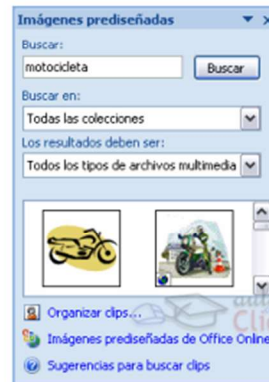 Imágenes prediseñadas
Buscar:
motocicleta
Buscar
Buscar en:
Todas las colecciones
Los resultados deben ser:
Todos los tipos de archivos multimedia
Organizar clips...
Imágenes prediseñadas de Office Online
Sugerencias para buscar clips